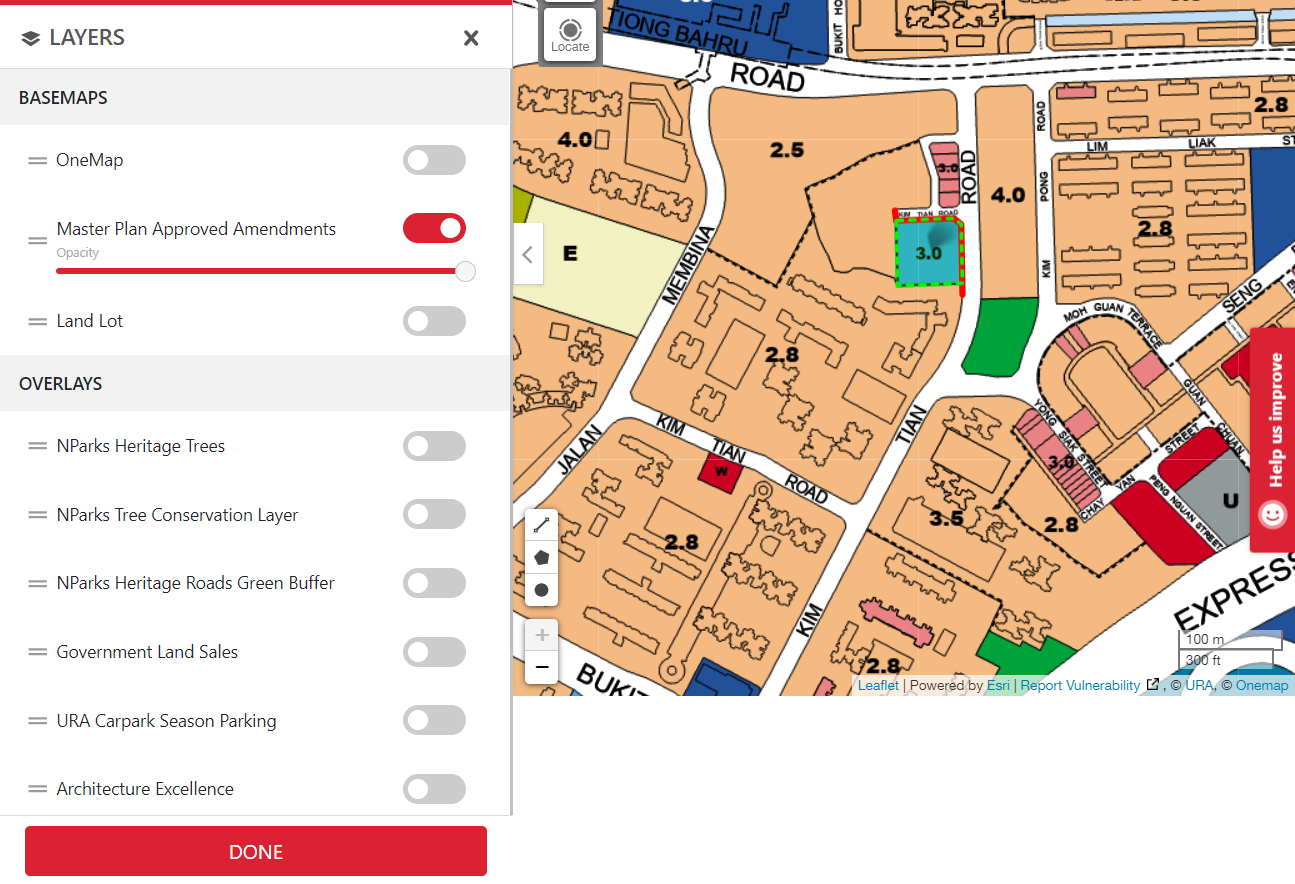 LAYERS
BASEMAPS
OneMap
Master Plan Approved Amendments
Opacity
Land Lot
OVERLAYS
NParks Heritage Trees
NParks Tree Conservation Layer
NParks Heritage Roads Green Buffer
Government Land Sales
URA Carpark Season Parking
Architecture Excellence
DONE
Locate
TIONG BAHRU
ROAD
BUKIT HO
4.0
2.5
3.0
ROAD
4.0
ROAD
PONG
KIM
2.8
LIM
LIAK
ST
2.8
KIM TIAN ROAD
3.0
E
MEMBINA
JALAN
2.8
SENG
MOH GUAN TERRACE
GUAN
CHUAN
YONG SIAK STREET
3.0
CHAY
YAN
STREET
PENG NGUAN STREET
U
KIM
TIAN
ROAD
W
TIAN
KIM
2.8
3.5
2.8
2.8
BUKIT
EXPRESS
Help us improve
100 m
300 ft
Leaflet | Powered by Esri | Report Vulnerability , © URA, © Onemap